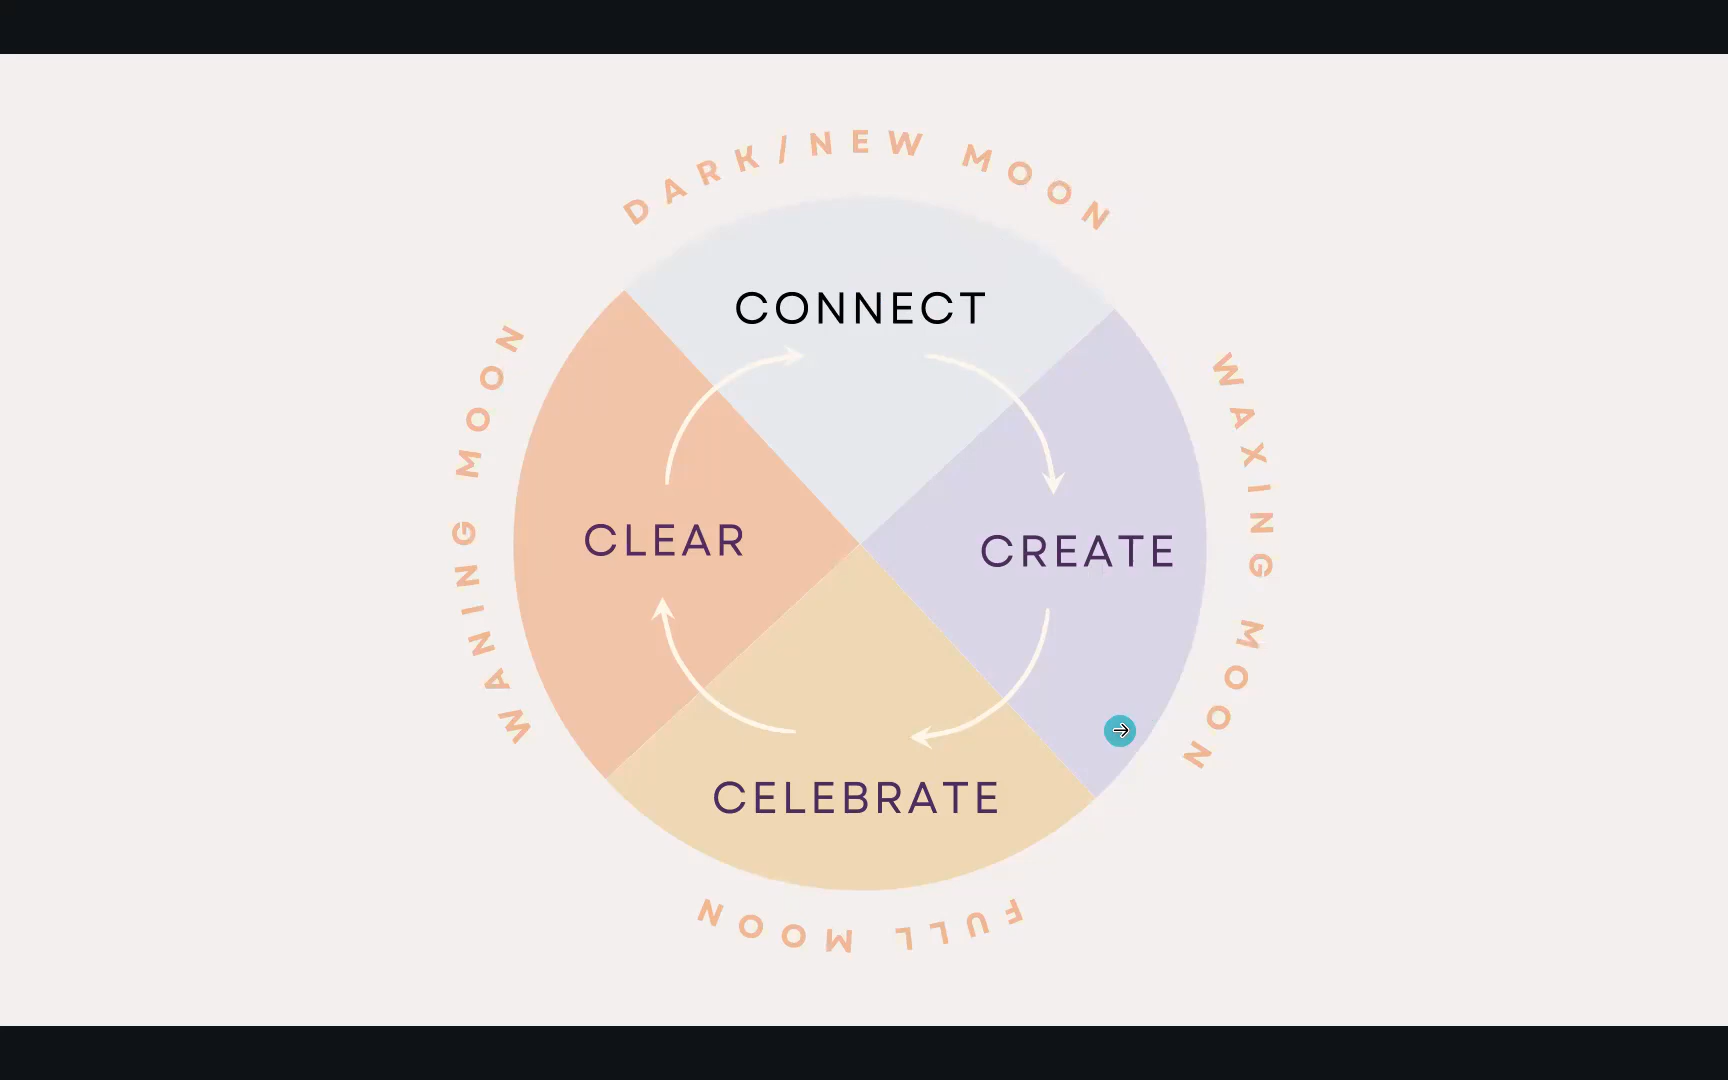 DARK/NEW MOON
CONNECT
WAXING MOON
CREATE
FULL MOON
CELEBRATE
WANING MOON
CLEAR